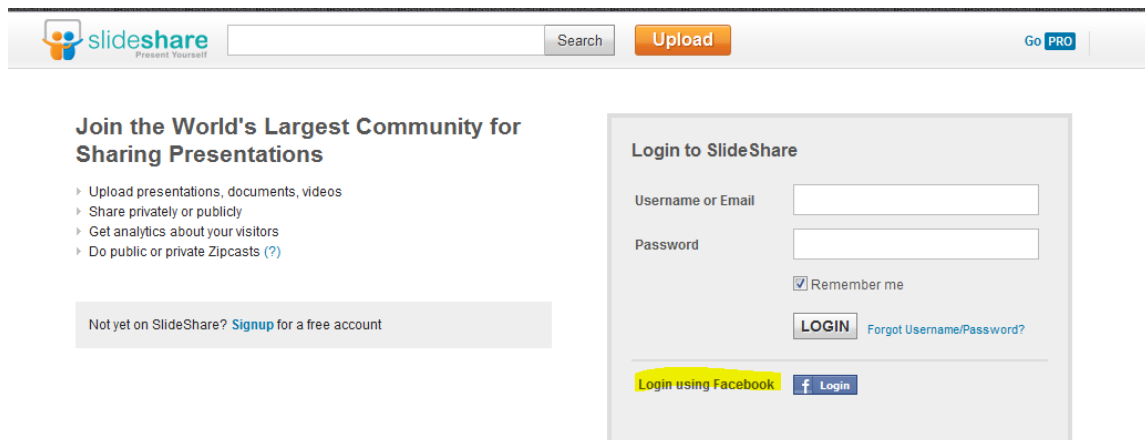 slideshare
Present Yourself
Search
Upload
Go PRO
Join the World's Largest Community for
Sharing Presentations
Upload presentations, documents, videos
Share privately or publicly
Get analytics about your visitors
Do public or private Zipcasts (?)
Not yet on SlideShare? Signup for a free account
Login to SlideShare
Username or Email
Password
Remember me
LOGIN Forgot Username/Password?
Login using Facebook f Login